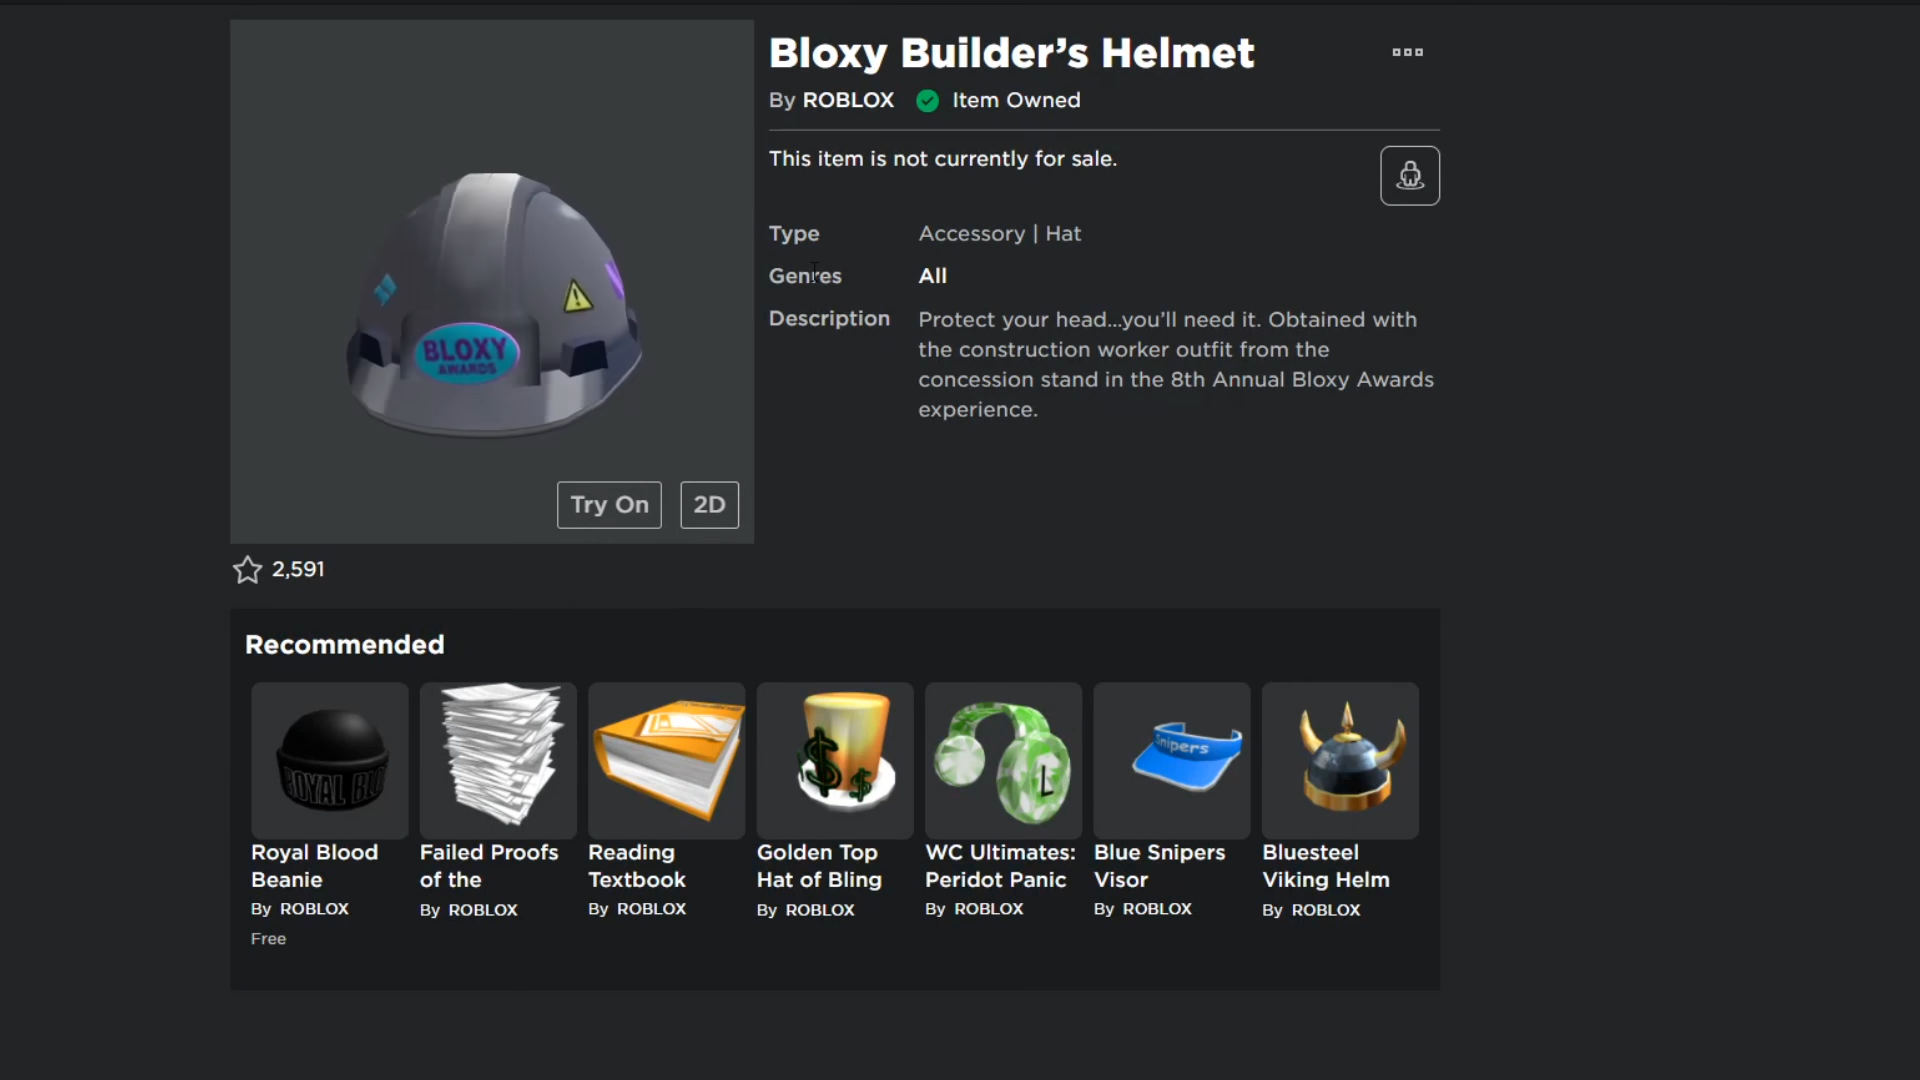 Bloxy Builder’s Helmet
By ROBLOX Item Owned
This item is not currently for sale.
Type Accessory | Hat
Genres All
Description Protect your head...you’ll need it. Obtained with
the construction worker outfit from the
concession stand in the 8th Annual Bloxy Awards
experience.
BLOXY
AWARDS
Try On 2D
2,591
Recommended
ROYAL BLO
Snipers
L
$
$
Royal Blood
Beanie
By ROBLOX
Free
Failed Proofs
of the
By ROBLOX
Reading
Textbook
By ROBLOX
Golden Top
Hat of Bling
By ROBLOX
WC Ultimates:
Peridot Panic
By ROBLOX
Blue Snipers
Visor
By ROBLOX
Bluesteel
Viking Helm
By ROBLOX